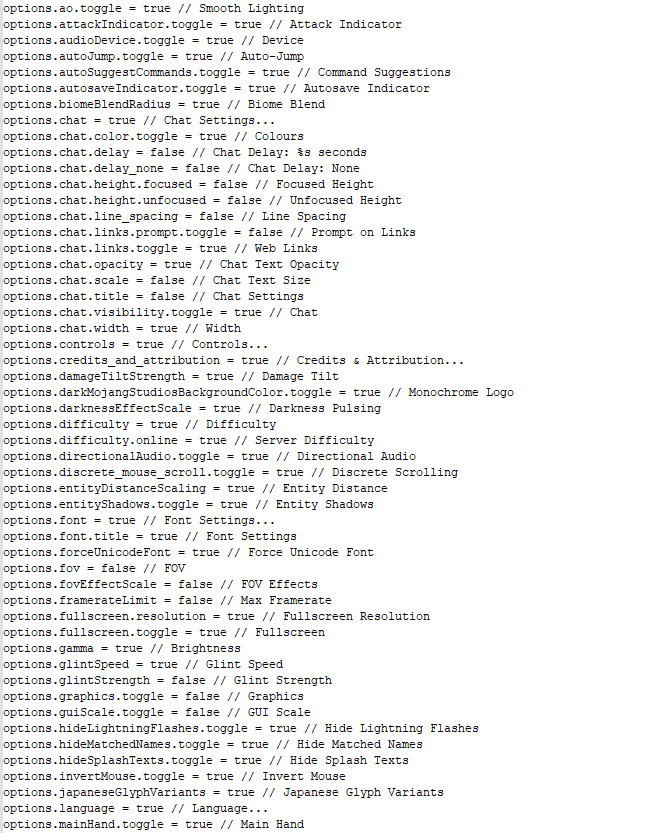 options.ao.toggle = true // Smooth Lighting
options.attackIndicator.toggle = true // Attack Indicator
options.audioDevice.toggle = true // Device
options.autoJump.toggle = true // Auto-Jump
options.autoSuggestCommands.toggle = true // Command Suggestions
options.autosaveIndicator.toggle = true // Autosave Indicator
options.biomeBlendRadius = true // Biome Blend
options.chat = true // Chat Settings...
options.chat.color.toggle = true // Colours
options.chat.delay = false // Chat Delay: %s seconds
options.chat.delay_none = false // Chat Delay: None
options.chat.height.focused = false // Focused Height
options.chat.height.unfocused = false // Unfocused Height
options.chat.line_spacing = false // Line Spacing
options.chat.links.prompt.toggle = false // Prompt on Links
options.chat.links.toggle = true // Web Links
options.chat.opacity = true // Chat Text Opacity
options.chat.scale = false // Chat Text Size
options.chat.title = false // Chat Settings
options.chat.visibility.toggle = true // Chat
options.chat.width = true // Width
options.controls = true // Controls...
options.credits_and_attribution = true // Credits & Attribution...
options.damageTiltStrength = true // Damage Tilt
options.darkMojangStudiosBackgroundColor.toggle = true // Monochrome Logo
options.darknessEffectScale = true // Darkness Pulsing
options.difficulty = true // Difficulty
options.difficulty.online = true // Server Difficulty
options.directionalAudio.toggle = true // Directional Audio
options.discrete_mouse_scroll.toggle = true // Discrete Scrolling
options.entityDistanceScaling = true // Entity Distance
options.entityShadows.toggle = true // Entity Shadows
options.font = true // Font Settings...
options.font.title = true // Font Settings
options.forceUnicodeFont = true // Force Unicode Font
options.fov = false // FOV
options.fovEffectScale = false // FOV Effects
options.framerateLimit = false // Max Framerate
options.fullscreen.resolution = true // Fullscreen Resolution
options.fullscreen.toggle = true // Fullscreen
options.gamma = true // Brightness
options.glintSpeed = true // Glint Speed
options.glintStrength = false // Glint Strength
options.graphics.toggle = false // Graphics
options.guiScale.toggle = false // GUI Scale
options.hideLightningFlashes.toggle = true // Hide Lightning Flashes
options.hideMatchedNames.toggle = true // Hide Matched Names
options.hideSplashTexts.toggle = true // Hide Splash Texts
options.invertMouse.toggle = true // Invert Mouse
options.japaneseGlyphVariants = true // Japanese Glyph Variants
options.language = true // Language...
options.mainHand.toggle = true // Main Hand